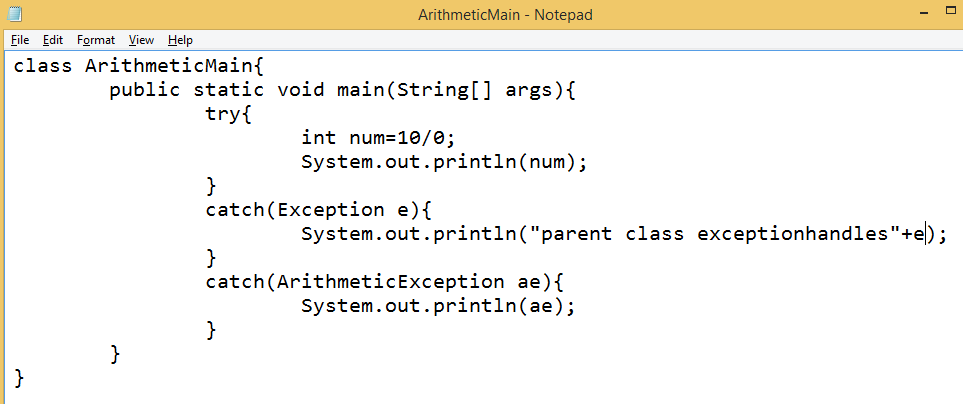 ArithmeticMain - Notepad
File Edit Format View Help
class ArithmeticMain{
public static void main(String[] args){
try{
int num=10/0;
System.out.println(num);
}
catch(Exception e){
System.out.println("parent class exceptionhandles"+e);
}
catch(ArithmeticException ae){
System.out.println(ae);
}
}
}